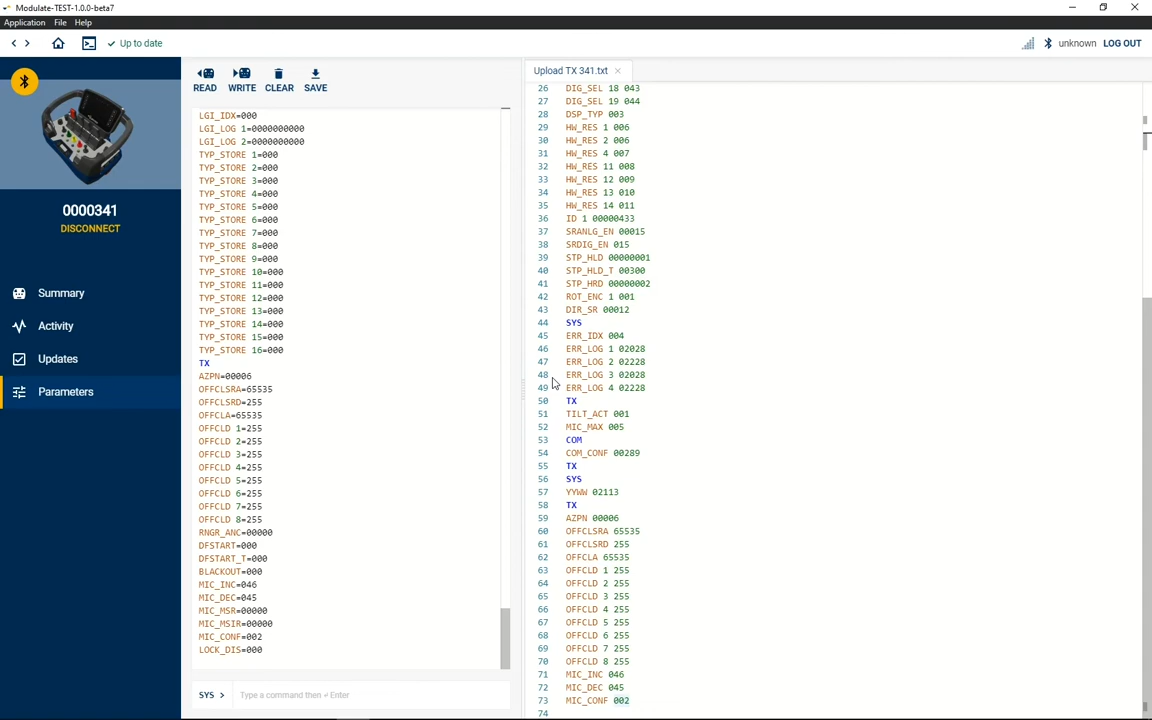 Modulate-TEST-1.0.0-beta7
Application File Help
Up to date
unknown LOG OUT
0000341
DISCONNECT
Summary
Activity
Updates
Parameters
READ WRITE CLEAR SAVE
LGI_IDX=000
LGI_LOG 1=0000000000
LGI_LOG 2=0000000000
TYP_STORE 1=000
TYP_STORE 2=000
TYP_STORE 3=000
TYP_STORE 4=000
TYP_STORE 5=000
TYP_STORE 6=000
TYP_STORE 7=000
TYP_STORE 8=000
TYP_STORE 9=000
TYP_STORE 10=000
TYP_STORE 11=000
TYP_STORE 12=000
TYP_STORE 13=000
TYP_STORE 14=000
TYP_STORE 15=000
TYP_STORE 16=000
TX
AZPN=00006
OFFCLSRA=65535
OFFCLSRD=255
OFFCLA=65535
OFFCLD 1=255
OFFCLD 2=255
OFFCLD 3=255
OFFCLD 4=255
OFFCLD 5=255
OFFCLD 6=255
OFFCLD 7=255
OFFCLD 8=255
RNGR_ANC=00000
DFSTART=000
DFSTART_T=000
BLACKOUT=000
MIC_INC=046
MIC_DEC=045
MIC_MSR=00000
MIC_MSIR=00000
MIC_CONF=002
LOCK_DIS=000
SYS > Type a command then ↵ Enter
Upload TX 341.txt ×
26 DIG_SEL 18 043
27 DIG_SEL 19 044
28 DSP_TYP 003
29 HW_RES 1 006
30 HW_RES 2 006
31 HW_RES 4 007
32 HW_RES 11 008
33 HW_RES 12 009
34 HW_RES 13 010
35 HW_RES 14 011
36 ID 1 00000433
37 SRANLG_EN 00015
38 SRDIG_EN 015
39 STP_HLD 00000001
40 STP_HLD_T 00300
41 STP_HRD 00000002
42 ROT_ENC 1 001
43 DIR_SR 00012
44 SYS
45 ERR_IDX 004
46 ERR_LOG 1 02028
47 ERR_LOG 2 02228
48 ERR_LOG 3 02028
49 ERR_LOG 4 02228
50 TX
51 TILT_ACT 001
52 MIC_MAX 005
53 COM
54 COM_CONF 00289
55 TX
56 SYS
57 YYWW 02113
58 TX
59 AZPN 00006
60 OFFCLSRA 65535
61 OFFCLSRD 255
62 OFFCLA 65535
63 OFFCLD 1 255
64 OFFCLD 2 255
65 OFFCLD 3 255
66 OFFCLD 4 255
67 OFFCLD 5 255
68 OFFCLD 6 255
69 OFFCLD 7 255
70 OFFCLD 8 255
71 MIC_INC 046
72 MIC_DEC 045
73 MIC_CONF 002
74